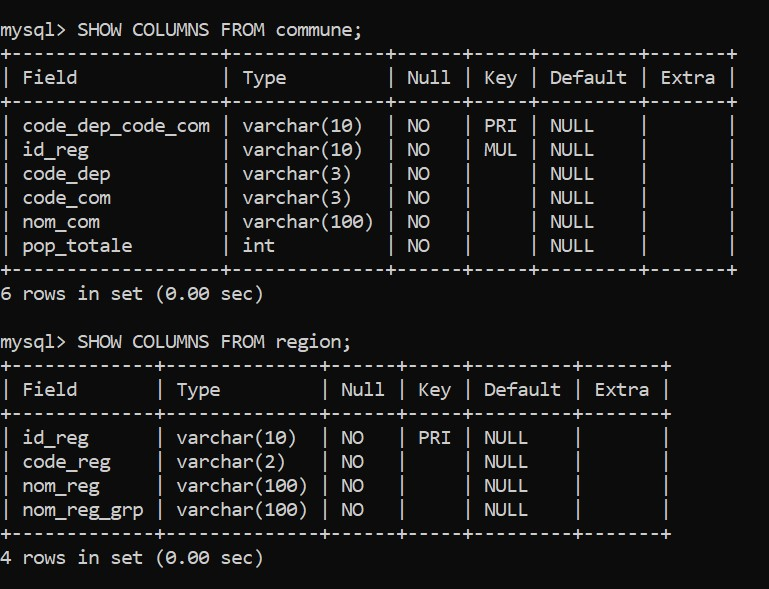 mysql> SHOW COLUMNS FROM commune;
+-------------------+--------------+------+-----+---------+-------+
| Field             | Type         | Null | Key | Default | Extra |
+-------------------+--------------+------+-----+---------+-------+
| code_dep_code_com | varchar(10)  | NO   | PRI | NULL    |       |
| id_reg            | varchar(10)  | NO   | MUL | NULL    |       |
| code_dep          | varchar(3)   | NO   |     | NULL    |       |
| code_com          | varchar(3)   | NO   |     | NULL    |       |
| nom_com           | varchar(100) | NO   |     | NULL    |       |
| pop_totale        | int          | NO   |     | NULL    |       |
+-------------------+--------------+------+-----+---------+-------+
6 rows in set (0.00 sec)

mysql> SHOW COLUMNS FROM region;
+-------------+--------------+------+-----+---------+-------+
| Field       | Type         | Null | Key | Default | Extra |
+-------------+--------------+------+-----+---------+-------+
| id_reg      | varchar(10)  | NO   | PRI | NULL    |       |
| code_reg    | varchar(2)   | NO   |     | NULL    |       |
| nom_reg     | varchar(100) | NO   |     | NULL    |       |
| nom_reg_grp | varchar(100) | NO   |     | NULL    |       |
+-------------+--------------+------+-----+---------+-------+
4 rows in set (0.00 sec)